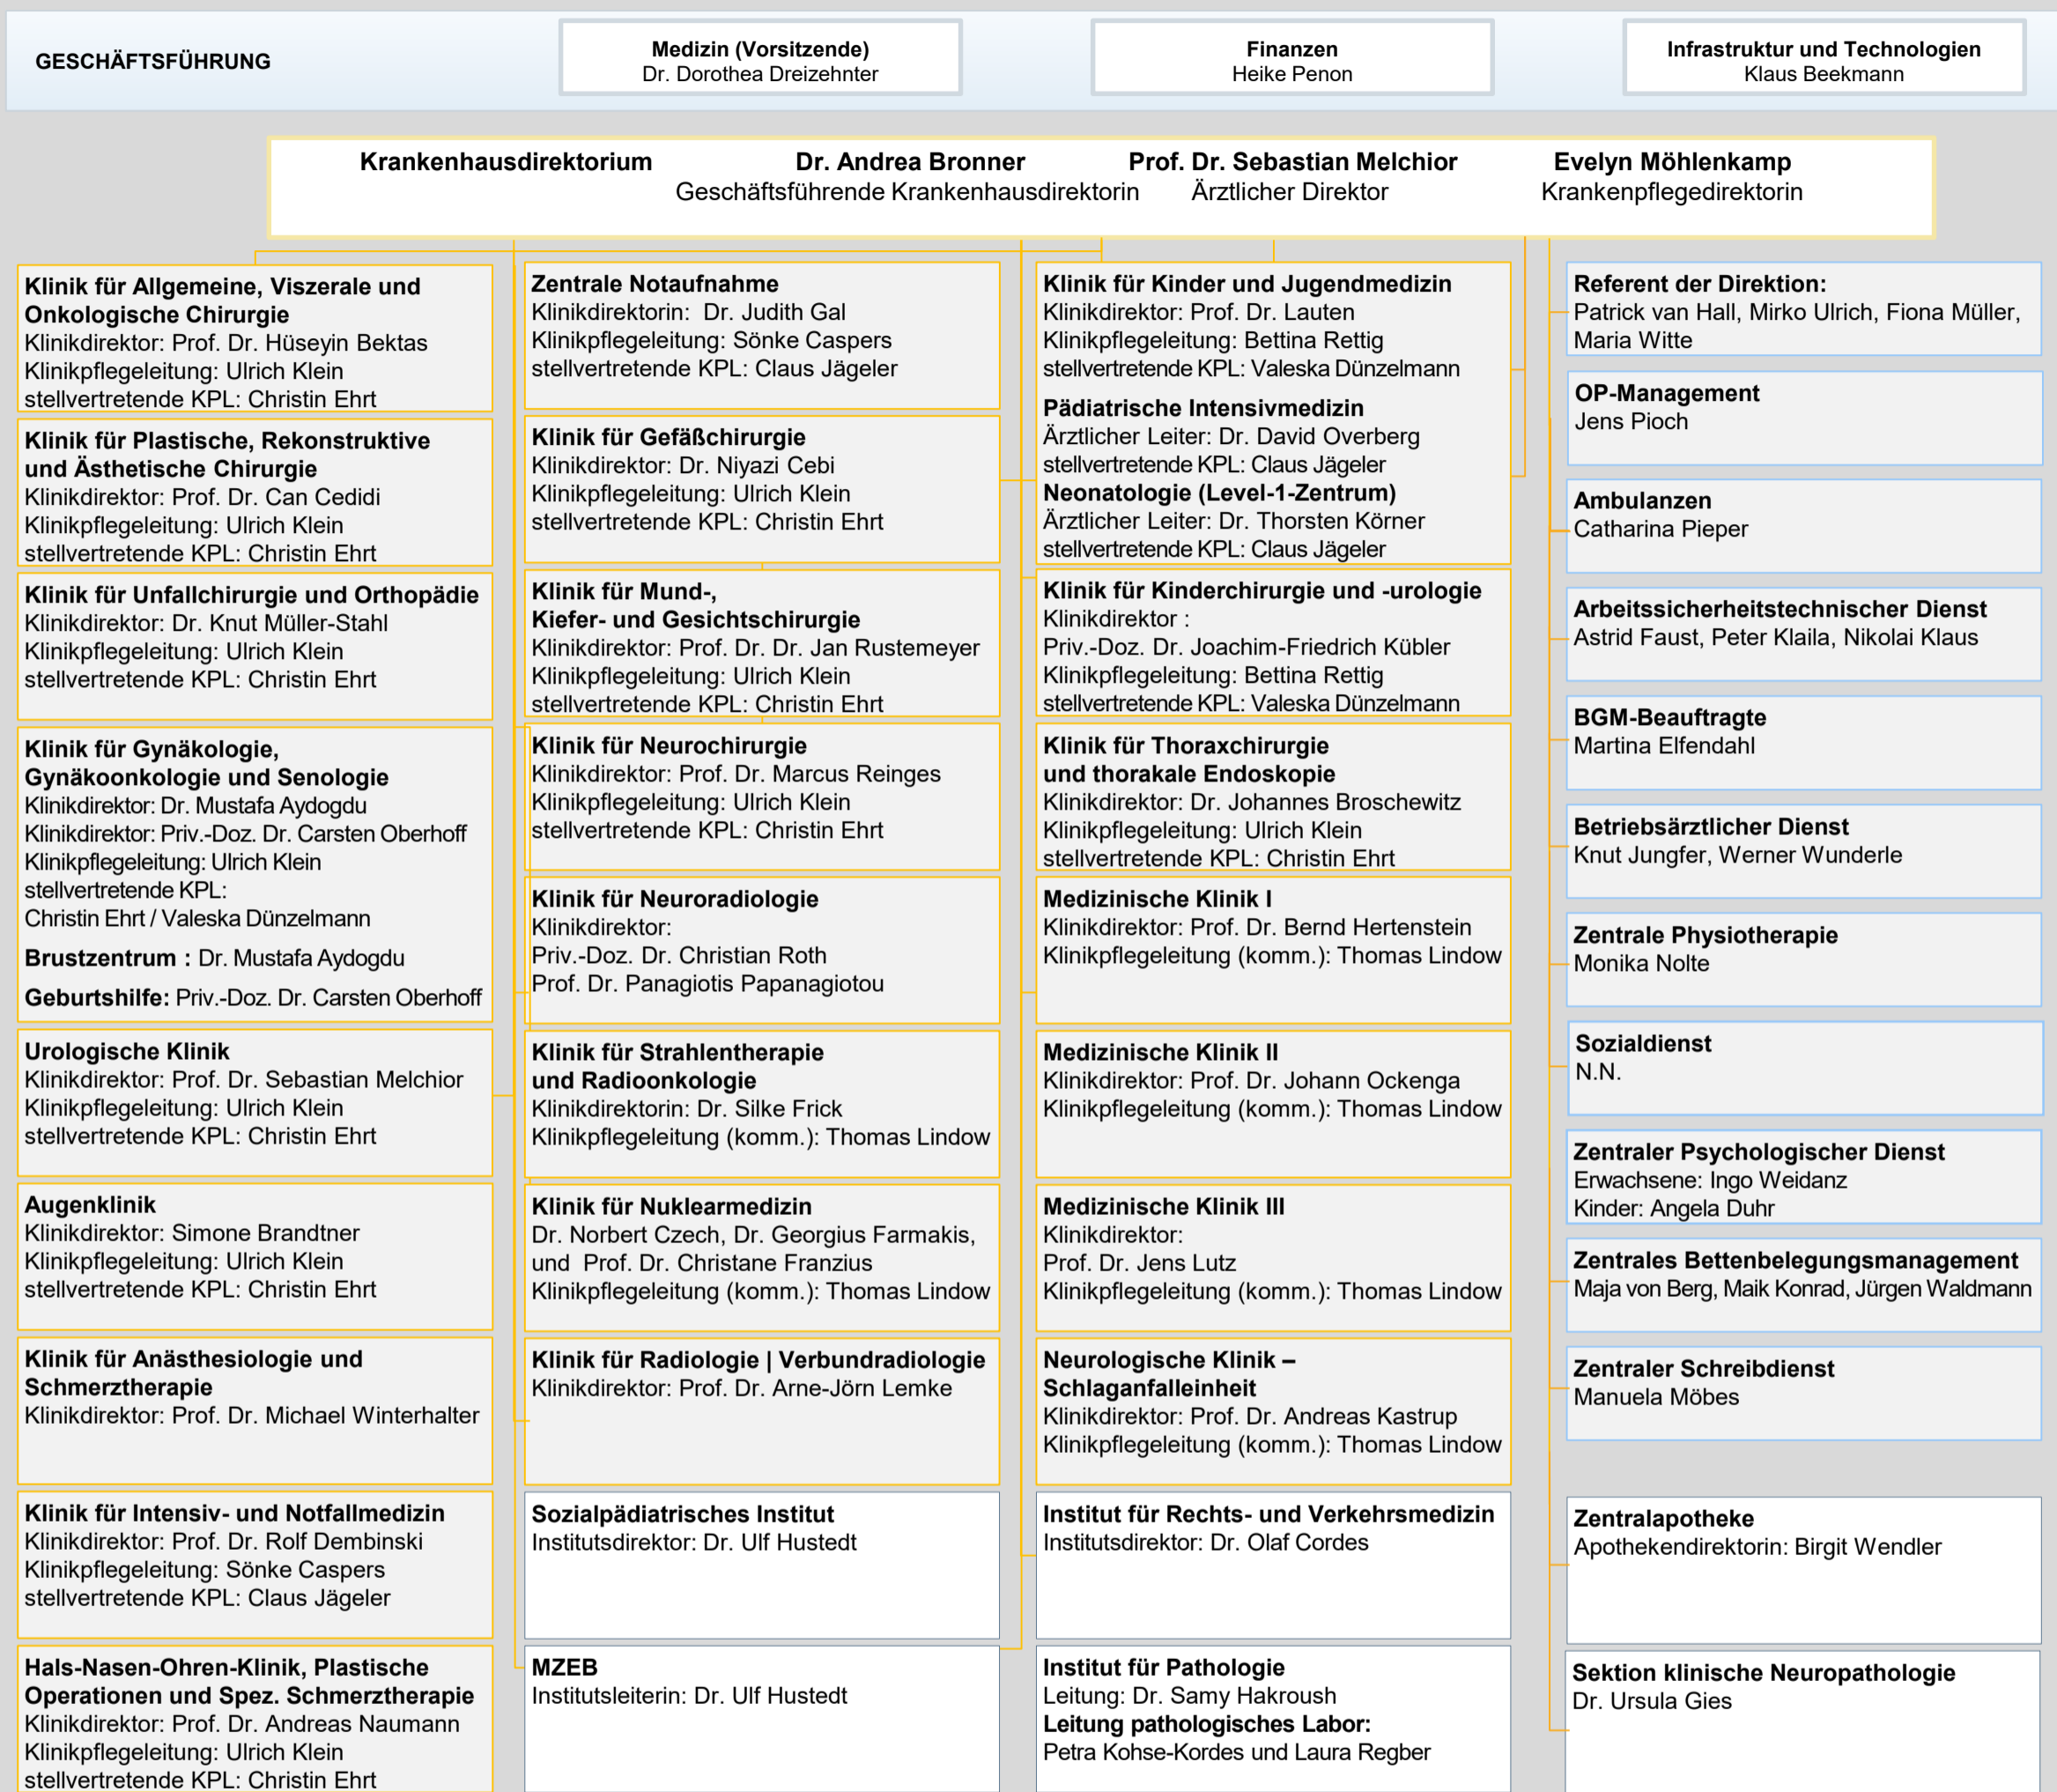 GESCHÄFTSFÜHRUNG
Medizin (Vorsitzende)
Dr. Dorothea Dreizehnter
Finanzen
Heike Penon
Infrastruktur und Technologien
Klaus Beekmann
Krankenhausdirektorium
Dr. Andrea Bronner
Geschäftsführende Krankenhausdirektorin
Prof. Dr. Sebastian Melchior
Ärztlicher Direktor
Evelyn Möhlenkamp
Krankenpflegedirektorin
Klinik für Allgemeine, Viszerale und
Onkologische Chirurgie
Klinikdirektor: Prof. Dr. Hüseyin Bektas
Klinikpflegeleitung: Ulrich Klein
stellvertretende KPL: Christin Ehrt
Klinik für Plastische, Rekonstruktive
und Ästhetische Chirurgie
Klinikdirektor: Prof. Dr. Can Cedidi
Klinikpflegeleitung: Ulrich Klein
stellvertretende KPL: Christin Ehrt
Klinik für Unfallchirurgie und Orthopädie
Klinikdirektor: Dr. Knut Müller-Stahl
Klinikpflegeleitung: Ulrich Klein
stellvertretende KPL: Christin Ehrt
Klinik für Gynäkologie,
Gynäkoonkologie und Senologie
Klinikdirektor: Dr. Mustafa Aydogdu
Klinikdirektor: Priv.-Doz. Dr. Carsten Oberhoff
Klinikpflegeleitung: Ulrich Klein
stellvertretende KPL:
Christin Ehrt / Valeska Dünzelmann
Brustzentrum : Dr. Mustafa Aydogdu
Geburtshilfe: Priv.-Doz. Dr. Carsten Oberhoff
Urologische Klinik
Klinikdirektor: Prof. Dr. Sebastian Melchior
Klinikpflegeleitung: Ulrich Klein
stellvertretende KPL: Christin Ehrt
Augenklinik
Klinikdirektor: Simone Brandtner
Klinikpflegeleitung: Ulrich Klein
stellvertretende KPL: Christin Ehrt
Klinik für Anästhesiologie und
Schmerztherapie
Klinikdirektor: Prof. Dr. Michael Winterhalter
Klinik für Intensiv- und Notfallmedizin
Klinikdirektor: Prof. Dr. Rolf Dembinski
Klinikpflegeleitung: Sönke Caspers
stellvertretende KPL: Claus Jägeler
Hals-Nasen-Ohren-Klinik, Plastische
Operationen und Spez. Schmerztherapie
Klinikdirektor: Prof. Dr. Andreas Naumann
Klinikpflegeleitung: Ulrich Klein
stellvertretende KPL: Christin Ehrt
Zentrale Notaufnahme
Klinikdirektorin: Dr. Judith Gal
Klinikpflegeleitung: Sönke Caspers
stellvertretende KPL: Claus Jägeler
Klinik für Gefäßchirurgie
Klinikdirektor: Dr. Niyazi Cebi
Klinikpflegeleitung: Ulrich Klein
stellvertretende KPL: Christin Ehrt
Klinik für Mund-,
Kiefer- und Gesichtschirurgie
Klinikdirektor: Prof. Dr. Dr. Jan Rustemeyer
Klinikpflegeleitung: Ulrich Klein
stellvertretende KPL: Christin Ehrt
Klinik für Neurochirurgie
Klinikdirektor: Prof. Dr. Marcus Reinges
Klinikpflegeleitung: Ulrich Klein
stellvertretende KPL: Christin Ehrt
Klinik für Neuroradiologie
Klinikdirektor:
Priv.-Doz. Dr. Christian Roth
Prof. Dr. Panagiotis Papanagiotou
Klinik für Strahlentherapie
und Radioonkologie
Klinikdirektorin: Dr. Silke Frick
Klinikpflegeleitung (komm.): Thomas Lindow
Klinik für Nuklearmedizin
Dr. Norbert Czech, Dr. Georgius Farmakis,
und Prof. Dr. Christane Franzius
Klinikpflegeleitung (komm.): Thomas Lindow
Klinik für Radiologie | Verbundradiologie
Klinikdirektor: Prof. Dr. Arne-Jörn Lemke
Sozialpädiatrisches Institut
Institutsdirektor: Dr. Ulf Hustedt
MZEB
Institutsleiterin: Dr. Ulf Hustedt
Klinik für Kinder und Jugendmedizin
Klinikdirektor: Prof. Dr. Lauten
Klinikpflegeleitung: Bettina Rettig
stellvertretende KPL: Valeska Dünzelmann
Pädiatrische Intensivmedizin
Ärztlicher Leiter: Dr. David Overberg
stellvertretende KPL: Claus Jägeler
Neonatologie (Level-1-Zentrum)
Ärztlicher Leiter: Dr. Thorsten Körner
stellvertretende KPL: Claus Jägeler
Klinik für Kinderchirurgie und -urologie
Klinikdirektor :
Priv.-Doz. Dr. Joachim-Friedrich Kübler
Klinikpflegeleitung: Bettina Rettig
stellvertretende KPL: Valeska Dünzelmann
Klinik für Thoraxchirurgie
und thorakale Endoskopie
Klinikdirektor: Dr. Johannes Broschewitz
Klinikpflegeleitung: Ulrich Klein
stellvertretende KPL: Christin Ehrt
Medizinische Klinik I
Klinikdirektor: Prof. Dr. Bernd Hertenstein
Klinikpflegeleitung (komm.): Thomas Lindow
Medizinische Klinik II
Klinikdirektor: Prof. Dr. Johann Ockenga
Klinikpflegeleitung (komm.): Thomas Lindow
Medizinische Klinik III
Klinikdirektor:
Prof. Dr. Jens Lutz
Klinikpflegeleitung (komm.): Thomas Lindow
Neurologische Klinik –
Schlaganfalleinheit
Klinikdirektor: Prof. Dr. Andreas Kastrup
Klinikpflegeleitung (komm.): Thomas Lindow
Institut für Rechts- und Verkehrsmedizin
Institutsdirektor: Dr. Olaf Cordes
Institut für Pathologie
Leitung: Dr. Samy Hakroush
Leitung pathologisches Labor:
Petra Kohse-Kordes und Laura Regber
Referent der Direktion:
Patrick van Hall, Mirko Ulrich, Fiona Müller,
Maria Witte
OP-Management
Jens Pioch
Ambulanzen
Catharina Pieper
Arbeitssicherheitstechnischer Dienst
Astrid Faust, Peter Klaila, Nikolai Klaus
BGM-Beauftragte
Martina Elfendahl
Betriebsärztlicher Dienst
Knut Jungfer, Werner Wunderle
Zentrale Physiotherapie
Monika Nolte
Sozialdienst
N.N.
Zentraler Psychologischer Dienst
Erwachsene: Ingo Weidanz
Kinder: Angela Duhr
Zentrales Bettenbelegungsmanagement
Maja von Berg, Maik Konrad, Jürgen Waldmann
Zentraler Schreibdienst
Manuela Möbes
Zentralapotheke
Apothekendirektorin: Birgit Wendler
Sektion klinische Neuropathologie
Dr. Ursula Gies